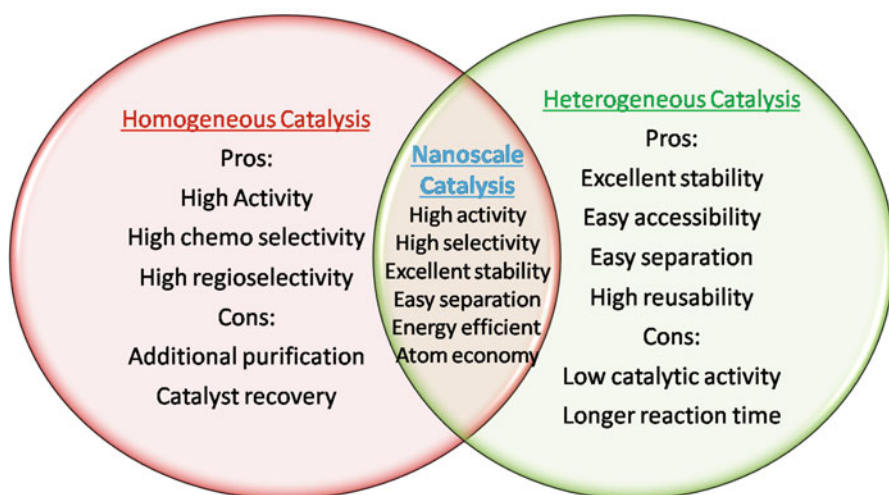 Homogeneous Catalysis
Pros:
High Activity
High chemo selectivity
High regioselectivity
Cons:
Additional purification
Catalyst recovery
Nanoscale
Catalysis
High activity
High selectivity
Excellent stability
Easy separation
Energy efficient
Atom economy
Heterogeneous Catalysis
Pros:
Excellent stability
Easy accessibility
Easy separation
High reusability
Cons:
Low catalytic activity
Longer reaction time